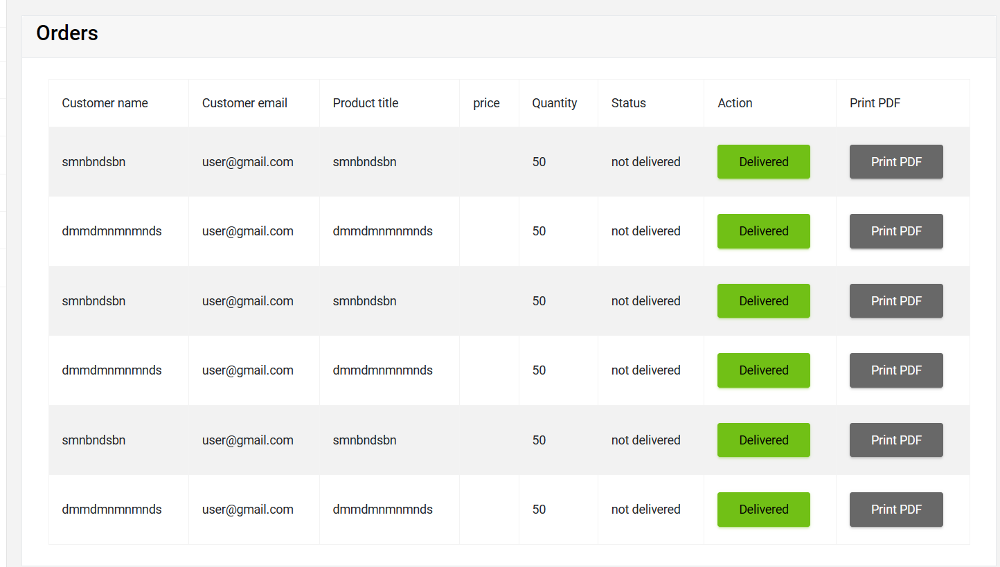 Orders
Customer name Customer email Product title price Quantity Status Action Print PDF
smnbndsbn user@gmail.com smnbndsbn 50 not delivered Delivered Print PDF
dmmdmnmnmnds user@gmail.com dmmdmnmnmnds 50 not delivered Delivered Print PDF
smnbndsbn user@gmail.com smnbndsbn 50 not delivered Delivered Print PDF
dmmdmnmnmnds user@gmail.com dmmdmnmnmnds 50 not delivered Delivered Print PDF
smnbndsbn user@gmail.com smnbndsbn 50 not delivered Delivered Print PDF
dmmdmnmnmnds user@gmail.com dmmdmnmnmnds 50 not delivered Delivered Print PDF